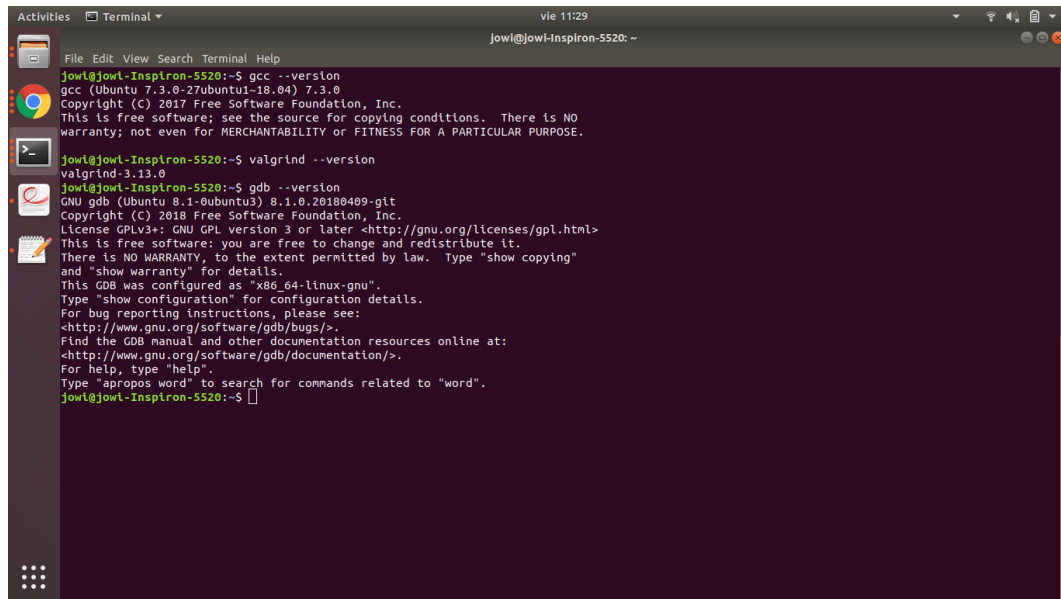 Activities Terminal vie 11:29
jowi@jowi-Inspiron-5520: ~
File Edit View Search Terminal Help
jowi@jowi-Inspiron-5520:~$ gcc --version
gcc (Ubuntu 7.3.0-27ubuntu1~18.04) 7.3.0
Copyright (C) 2017 Free Software Foundation, Inc.
This is free software; see the source for copying conditions.  There is NO
warranty; not even for MERCHANTABILITY or FITNESS FOR A PARTICULAR PURPOSE.
jowi@jowi-Inspiron-5520:~$ valgrind --version
valgrind-3.13.0
jowi@jowi-Inspiron-5520:~$ gdb --version
GNU gdb (Ubuntu 8.1-0ubuntu3) 8.1.0.20180409-git
Copyright (C) 2018 Free Software Foundation, Inc.
License GPLv3+: GNU GPL version 3 or later <http://gnu.org/licenses/gpl.html>
This is free software: you are free to change and redistribute it.
There is NO WARRANTY, to the extent permitted by law.  Type "show copying"
and "show warranty" for details.
This GDB was configured as "x86_64-linux-gnu".
Type "show configuration" for configuration details.
For bug reporting instructions, please see:
<http://www.gnu.org/software/gdb/bugs/>.
Find the GDB manual and other documentation resources online at:
<http://www.gnu.org/software/gdb/documentation/>.
For help, type "help".
Type "apropos word" to search for commands related to "word".
jowi@jowi-Inspiron-5520:~$